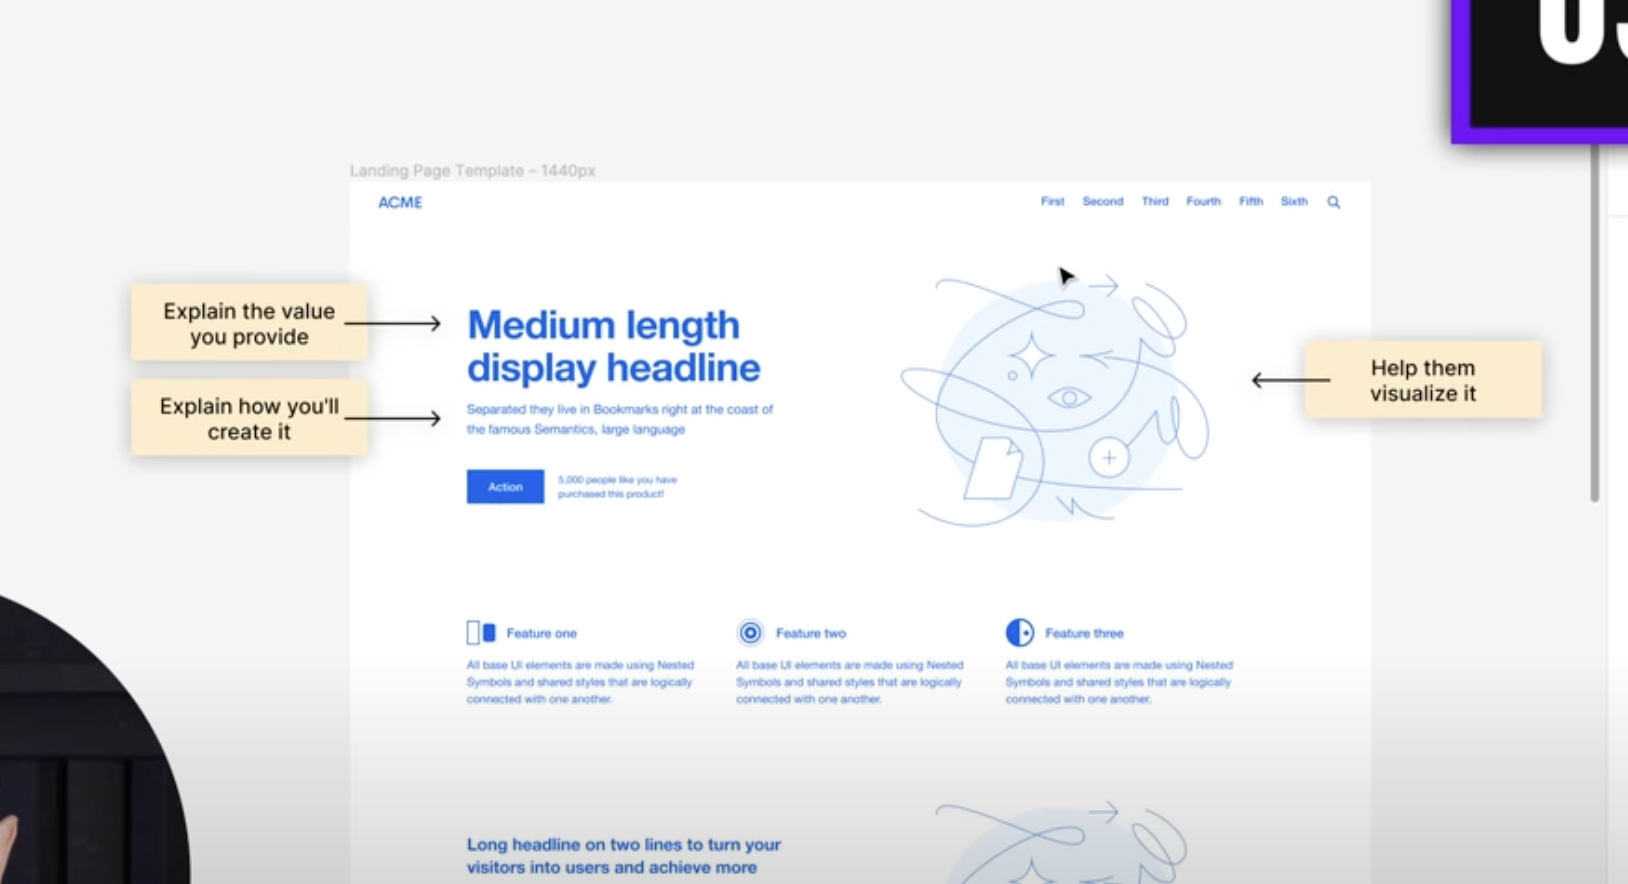 Landing Page Template – 1440px
ACME
First Second Third Fourth Fifth Sixth
Explain the value
you provide
Explain how you'll
create it
Medium length
display headline
Separated they live in Bookmarks right at the coast of
the famous Semantics, large language
Action
5,000 people like you have
purchased this product!
Help them
visualize it
Feature one
All base UI elements are made using Nested
Symbols and shared styles that are logically
connected with one another.
Feature two
All base UI elements are made using Nested
Symbols and shared styles that are logically
connected with one another.
Feature three
All base UI elements are made using Nested
Symbols and shared styles that are logically
connected with one another.
Long headline on two lines to turn your
visitors into users and achieve more